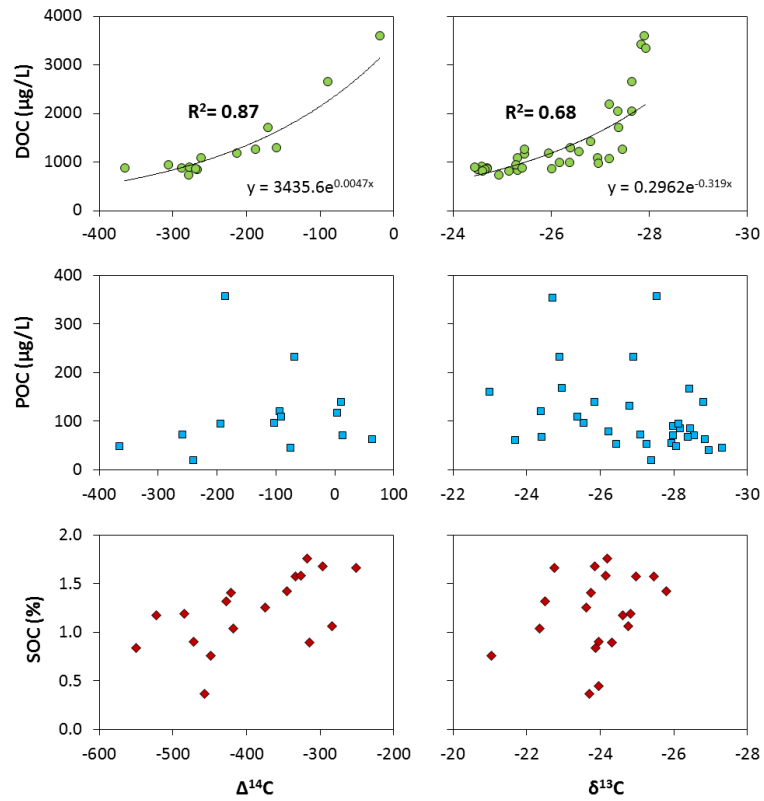 DOC (µg/L)
5000
4000
3000
2000
1000
0
R²= 0.87
y = 3435.6e^0.0047x
-400 -300 -200 -100 0
R²= 0.68
y = 0.2962e^-0.319x
-24 -26 -28 -30
POC (µg/L)
400
300
200
100
0
-400 -300 -200 -100 0 100
-22 -24 -26 -28 -30
SOC (%)
2.0
1.5
1.0
0.5
0.0
-600 -500 -400 -300 -200
-20 -22 -24 -26 -28
Δ¹⁴C
δ¹³C